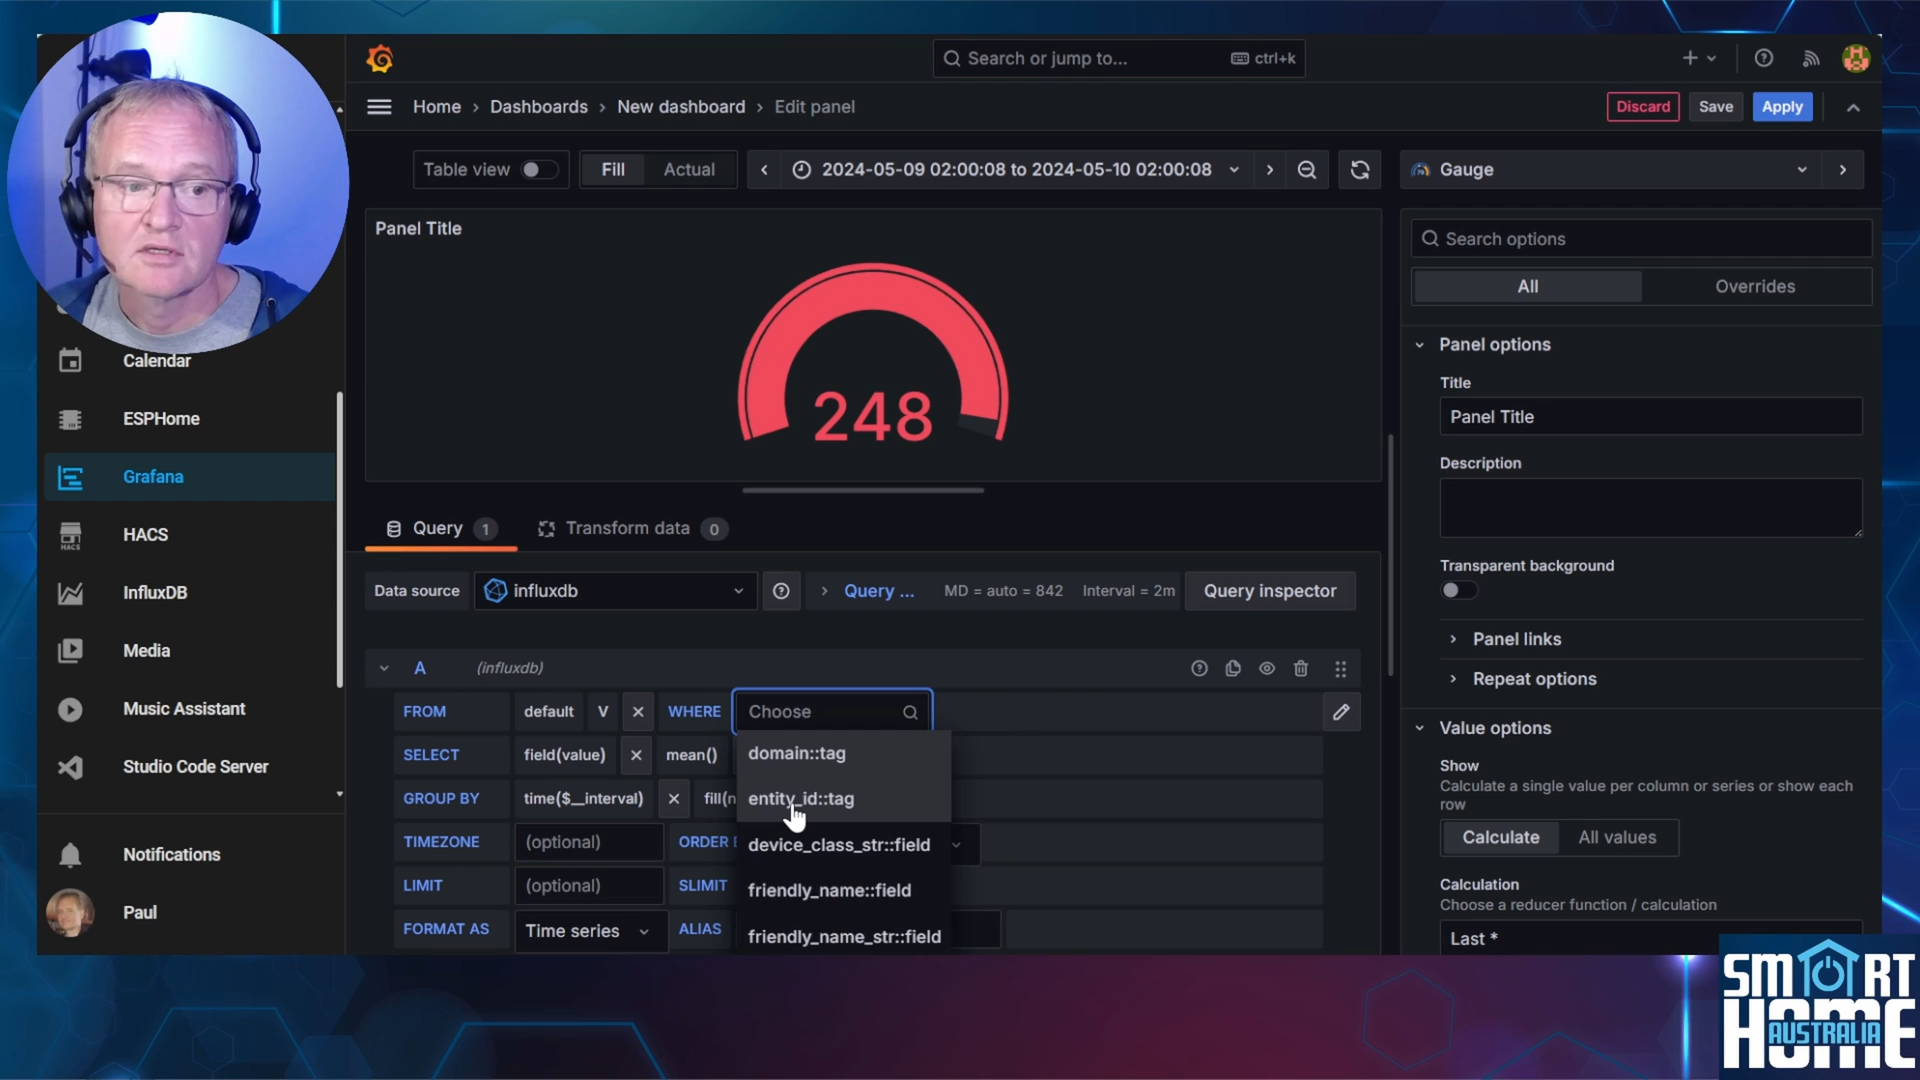 Search or jump to...
ctrl+k
Home
Dashboards
New dashboard
Edit panel
Discard
Save
Apply
Table view
Fill
Actual
2024-05-09 02:00:08 to 2024-05-10 02:00:08
Gauge
Panel Title
248
Search options
All
Overrides
Panel options
Title
Panel Title
Description
Transparent background
Panel links
Repeat options
Value options
Show
Calculate a single value per column or series or show each
row
Calculate
All values
Calculation
Choose a reducer function / calculation
Last *
Calendar
ESPHome
Grafana
HACS
HACS
InfluxDB
Media
Music Assistant
Studio Code Server
Notifications
Paul
Query 1
Transform data 0
Data source
influxdb
Query ...
MD = auto = 842
Interval = 2m
Query inspector
A
(influxdb)
FROM
default
V
WHERE
Choose
SELECT
field(value)
mean()
domain::tag
entity_id::tag
device_class_str::field
friendly_name::field
friendly_name_str::field
GROUP BY
time($__interval)
fill(n
TIMEZONE
(optional)
ORDER B
LIMIT
(optional)
SLIMIT
FORMAT AS
Time series
ALIAS
SMART
HOME
AUSTRALIA